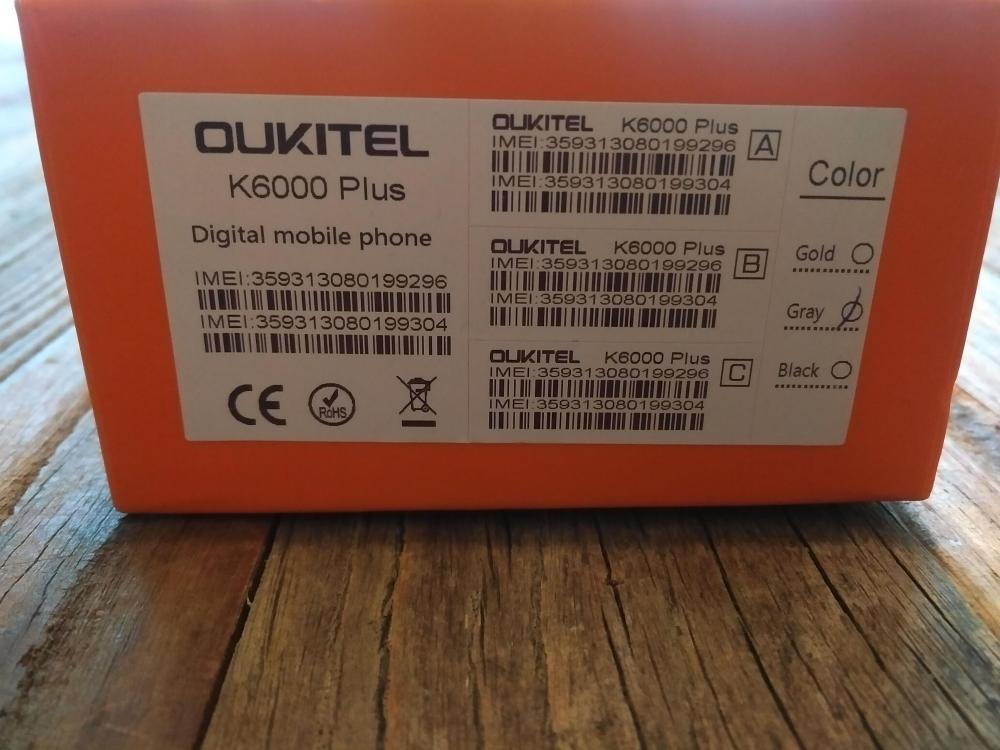 OUKITEL
K6000 Plus
Digital mobile phone
IMEI:359313080199296
IMEI:359313080199304
CE
RoHS
OUKITEL K6000 Plus
IMEI:359313080199296
A
IMEI:359313080199304
OUKITEL K6000 Plus
IMEI:359313080199296
B
IMEI:359313080199304
OUKITEL K6000 Plus
IMEI:359313080199296
C
IMEI:359313080199304
Color
Gold
Gray
Black